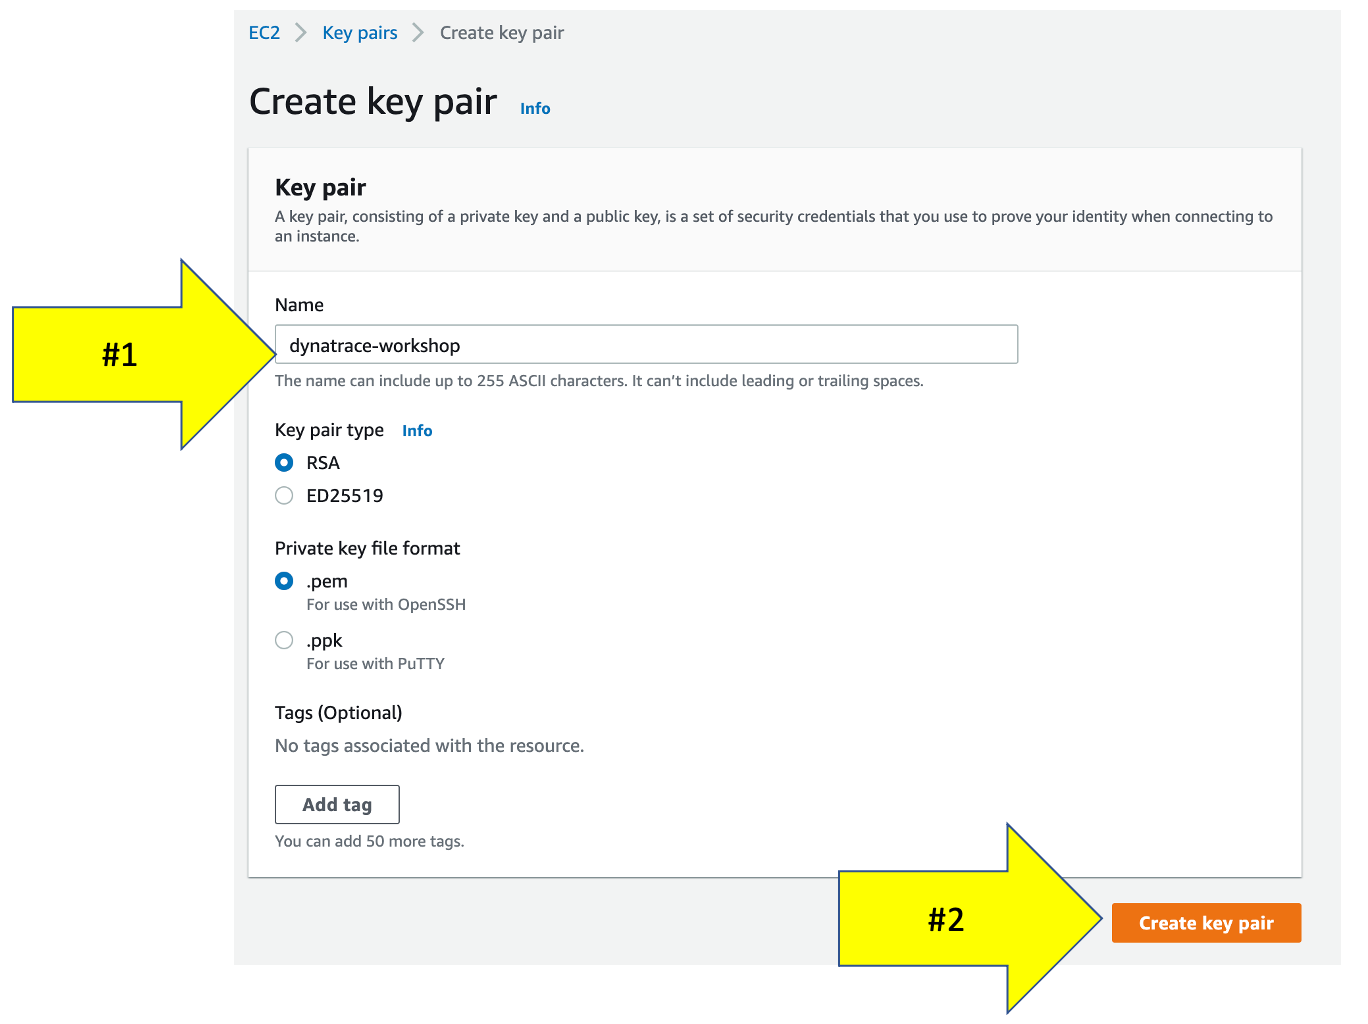 EC2 > Key pairs > Create key pair
Create key pair Info
Key pair
A key pair, consisting of a private key and a public key, is a set of security credentials that you use to prove your identity when connecting to
an instance.
Name
#1
dynatrace-workshop
The name can include up to 255 ASCII characters. It can't include leading or trailing spaces.
Key pair type Info
RSA
ED25519
Private key file format
.pem
For use with OpenSSH
.ppk
For use with PuTTY
Tags (Optional)
No tags associated with the resource.
Add tag
You can add 50 more tags.
#2
Create key pair